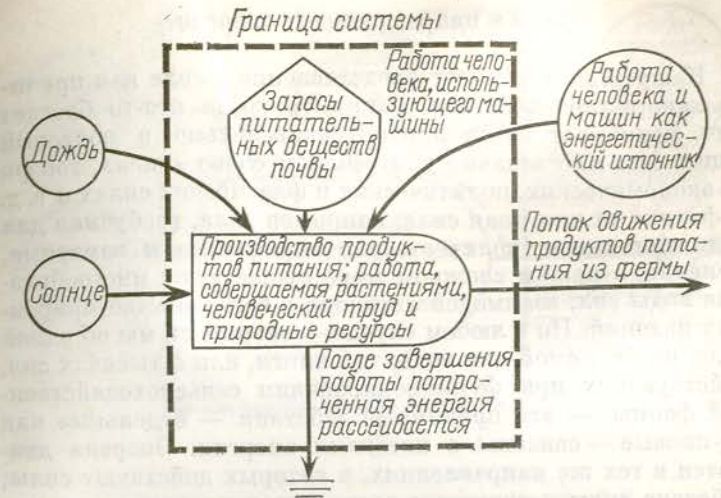 Граница системы
Работа чело-
века, исполь-
зующего ма-
шины
Запасы
питатель-
ных веществ
почвы
Работа
человека и
машин как
энергетичес-
кий источник
Дождь
Солнце
Производство продук-
тов питания, работа,
совершаемая растениями,
человеческий труд и
природные ресурсы
Поток движения
продуктов пита-
ния из фермы
После завершения
работы потра-
ченная энергия
рассеивается